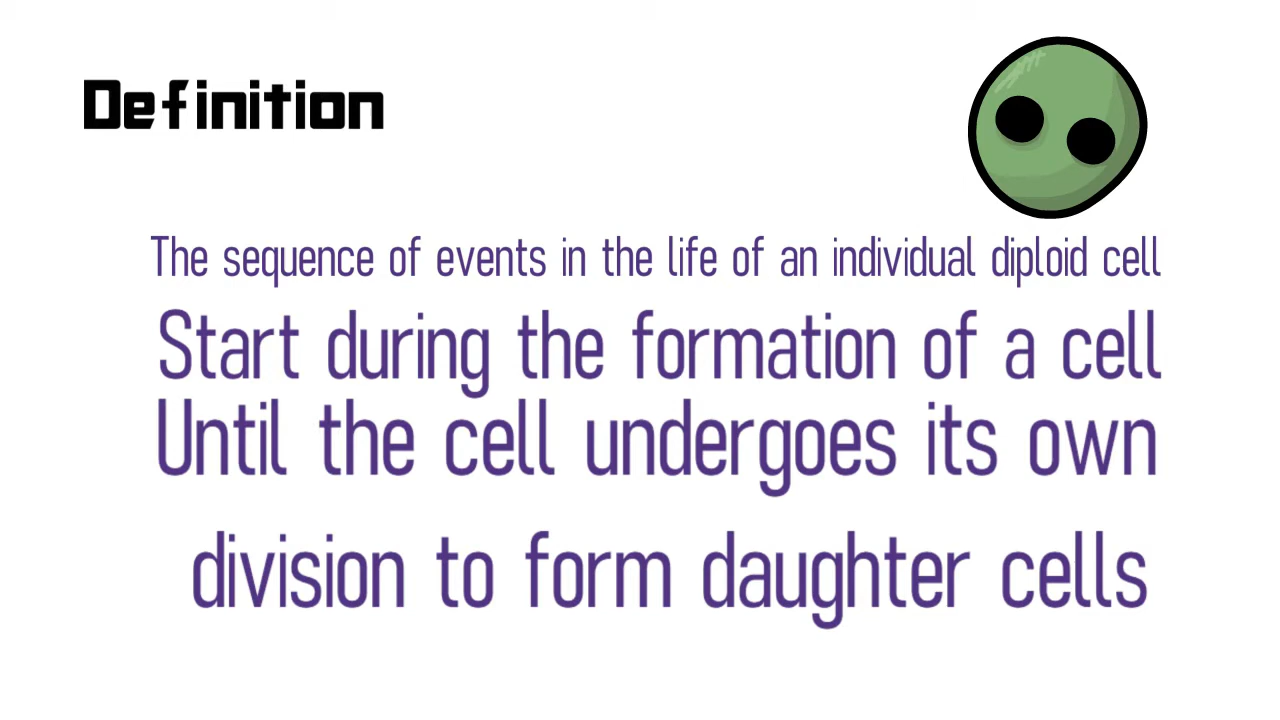 Definition
The sequence of events in the life of an individual diploid cell
Start during the formation of a cell
Until the cell undergoes its own
division to form daughter cells